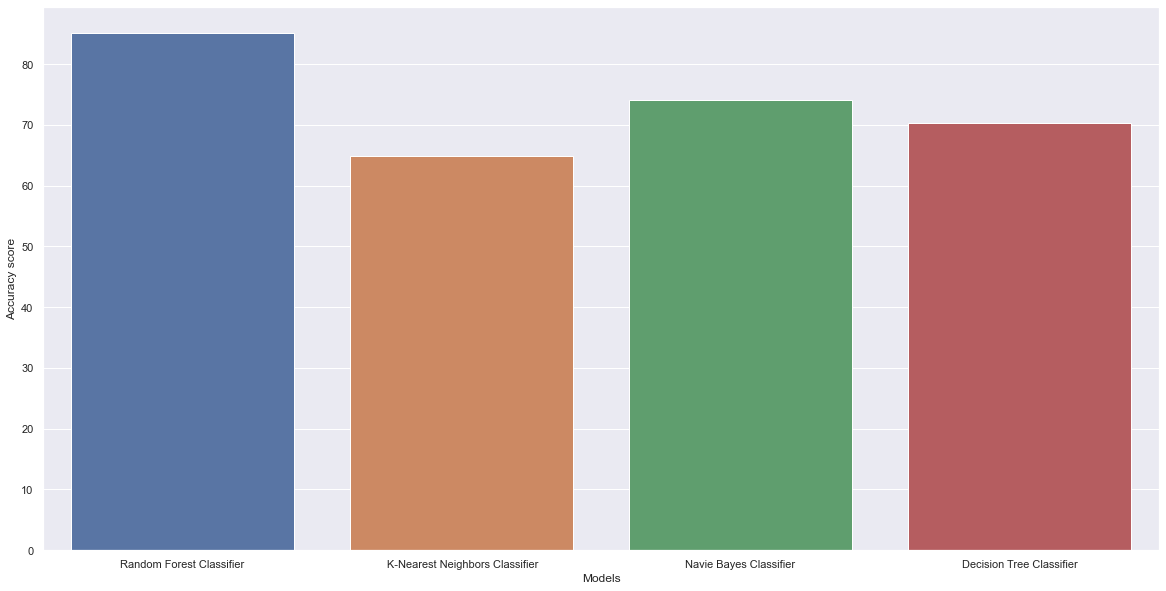 Accuracy score
80
70
60
50
40
30
20
10
0
Random Forest Classifier
K-Nearest Neighbors Classifier
Navie Bayes Classifier
Decision Tree Classifier
Models